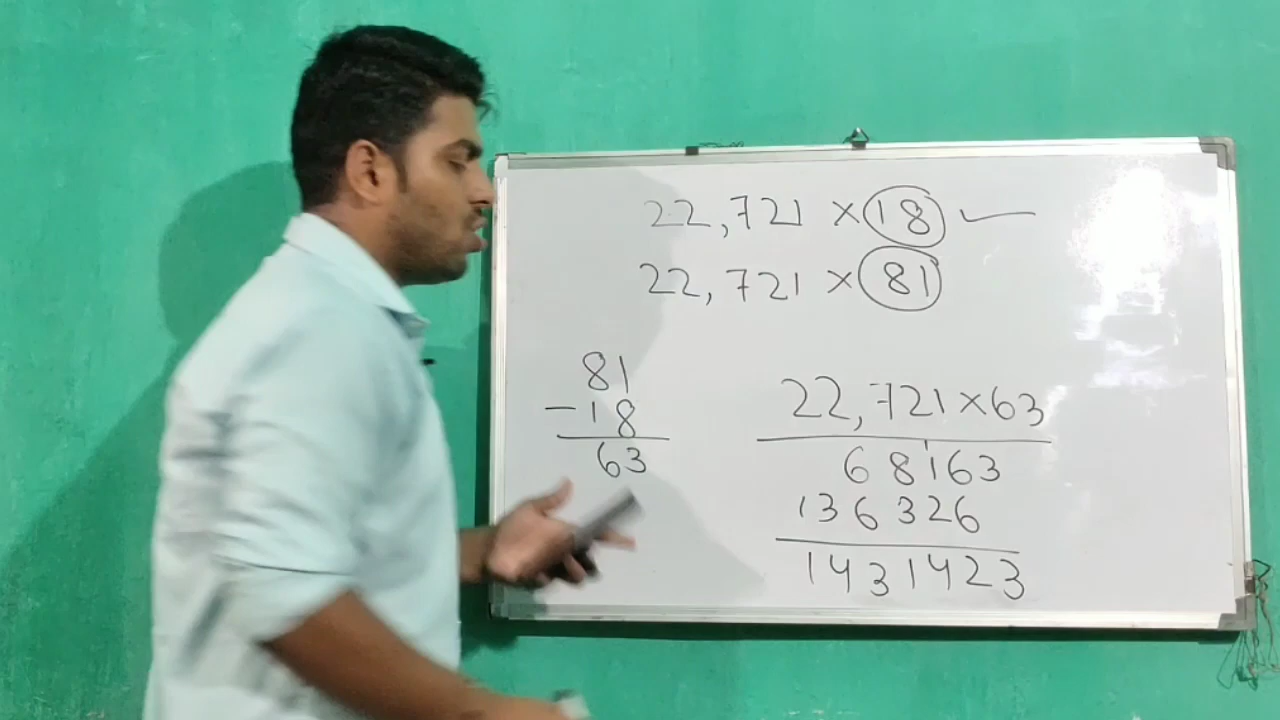 22,721 × 18 ✓
22,721 × 81
81
- 18
63
22,721 × 63
68163
136326
1431423